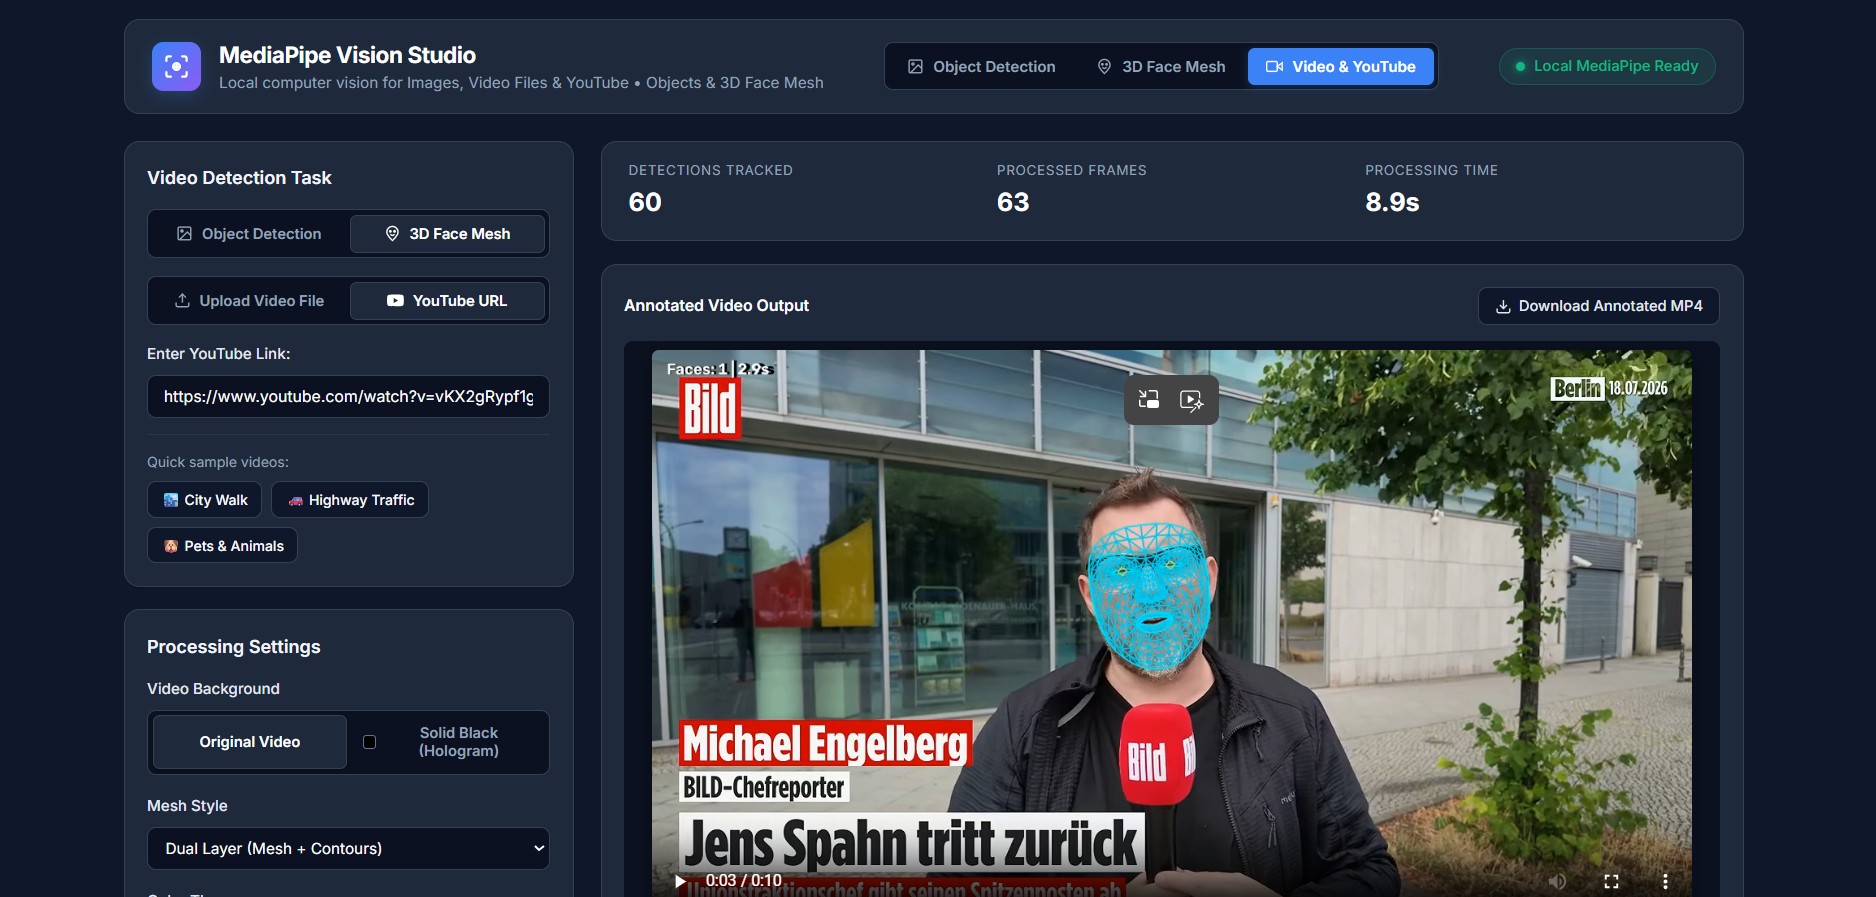 MediaPipe Vision Studio
Local computer vision for Images, Video Files & YouTube • Objects & 3D Face Mesh
Object Detection
3D Face Mesh
Video & YouTube
Local MediaPipe Ready
Video Detection Task
Object Detection
3D Face Mesh
Upload Video File
YouTube URL
Enter YouTube Link:
https://www.youtube.com/watch?v=vKX2gRypf1g
Quick sample videos:
City Walk
Highway Traffic
Pets & Animals
Processing Settings
Video Background
Original Video
Solid Black
(Hologram)
Mesh Style
Dual Layer (Mesh + Contours)
DETECTIONS TRACKED
60
PROCESSED FRAMES
63
PROCESSING TIME
8.9s
Annotated Video Output
Download Annotated MP4
Faces: 1 | 2.9s
Bild
Berlin 18.07.2026
Bild
Michael Engelberg
BILD-Chefreporter
Jens Spahn tritt zurück
Unionsfraktionschef gibt seinen Spitzenposten ab
0:03 / 0:10